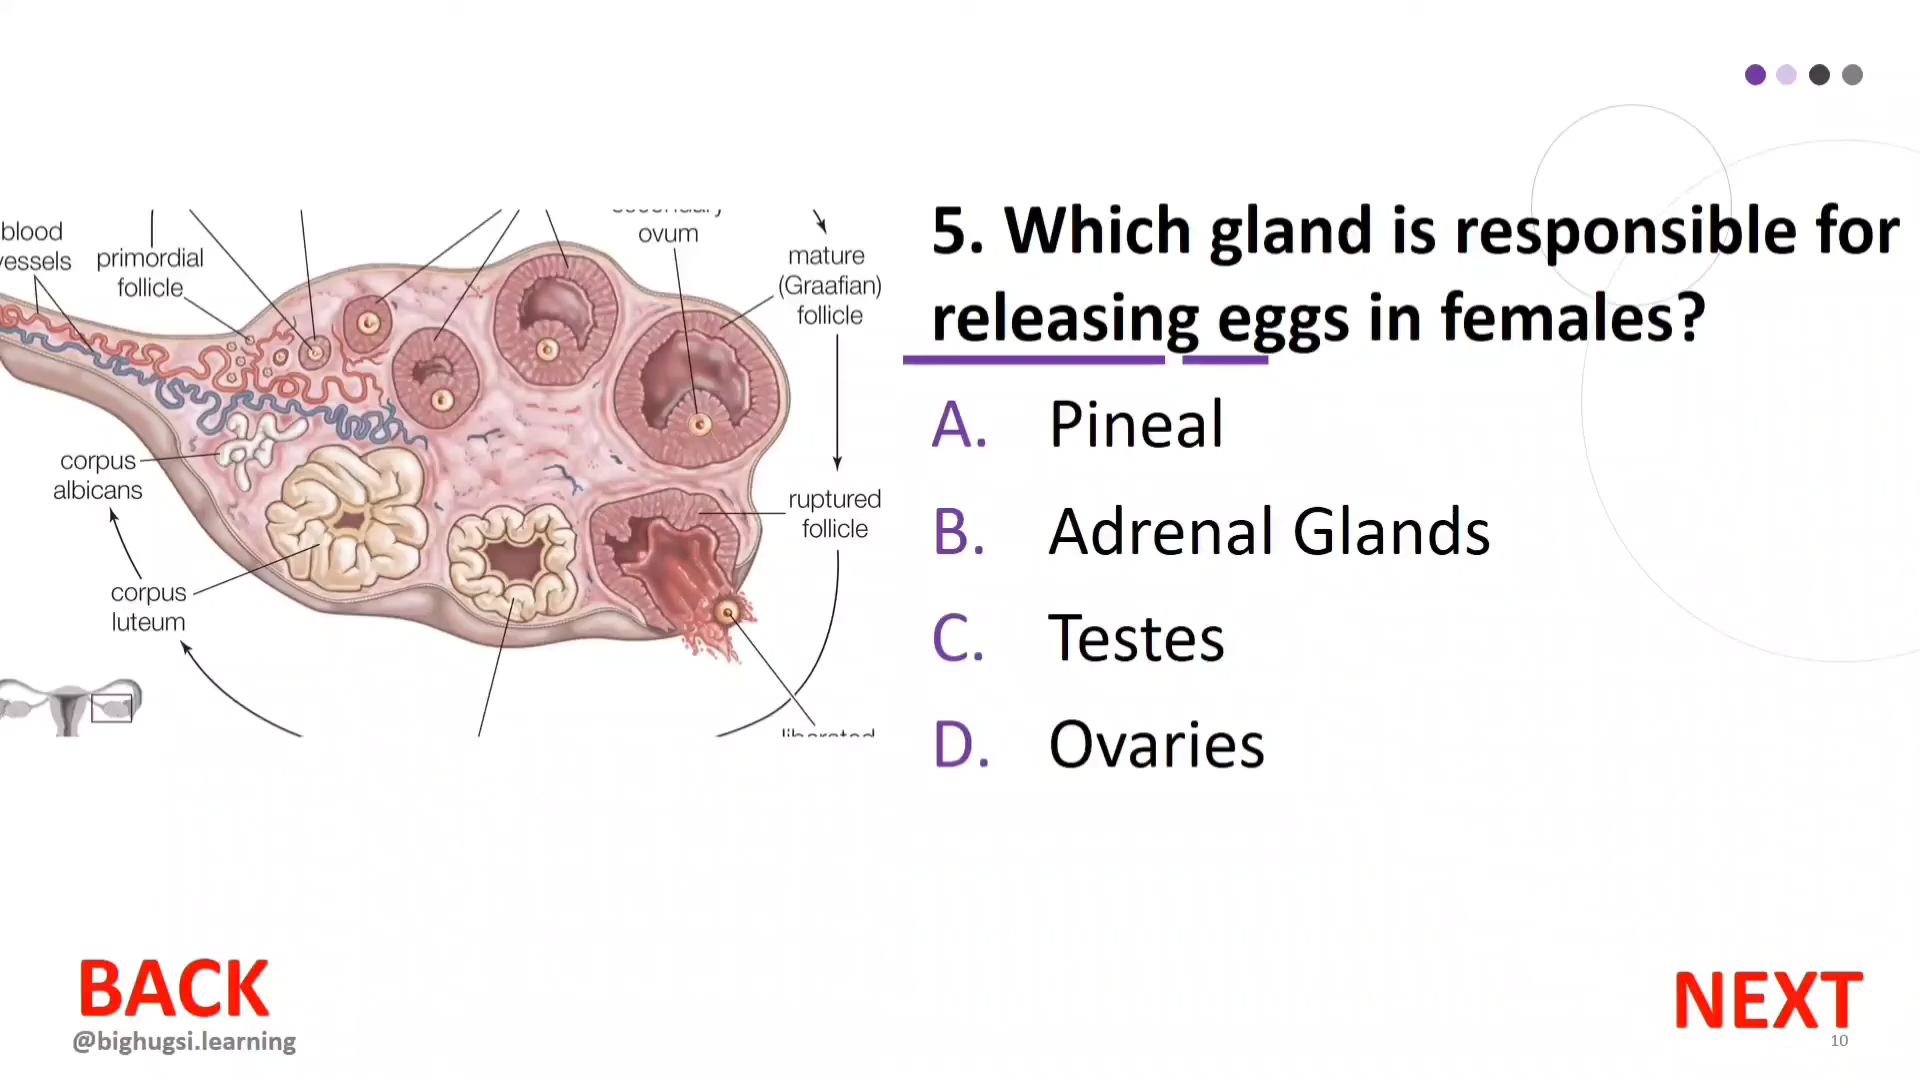 blood
vessels
primordial
follicle
ovum
mature
(Graafian)
follicle
corpus
albicans
ruptured
follicle
corpus
luteum
5. Which gland is responsible for
releasing eggs in females?
A. Pineal
B. Adrenal Glands
C. Testes
D. Ovaries
BACK
@bighugsi.learning
NEXT
10